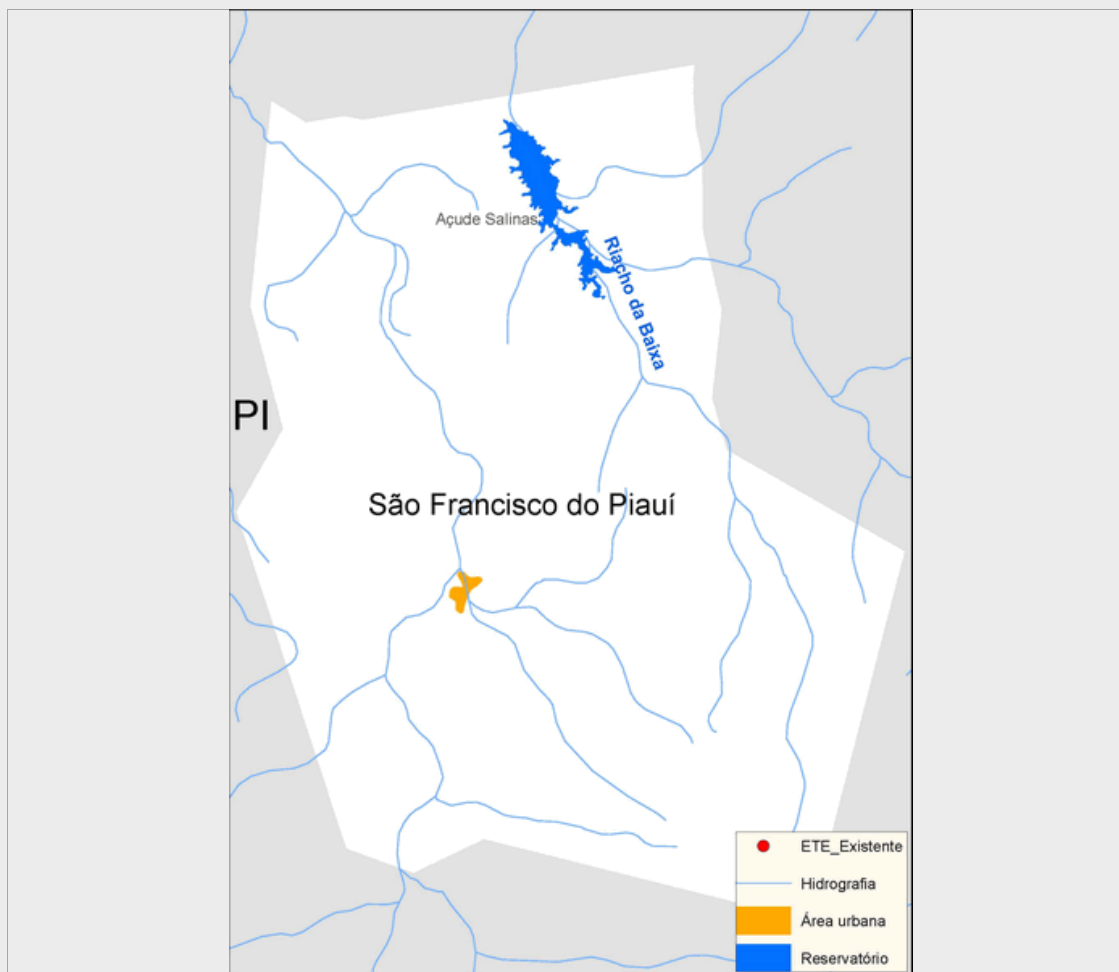 Açude Salinas
Riacho da Baixa
PI
São Francisco do Piauí
ETE_Existente
Hidrografia
Área urbana
Reservatório